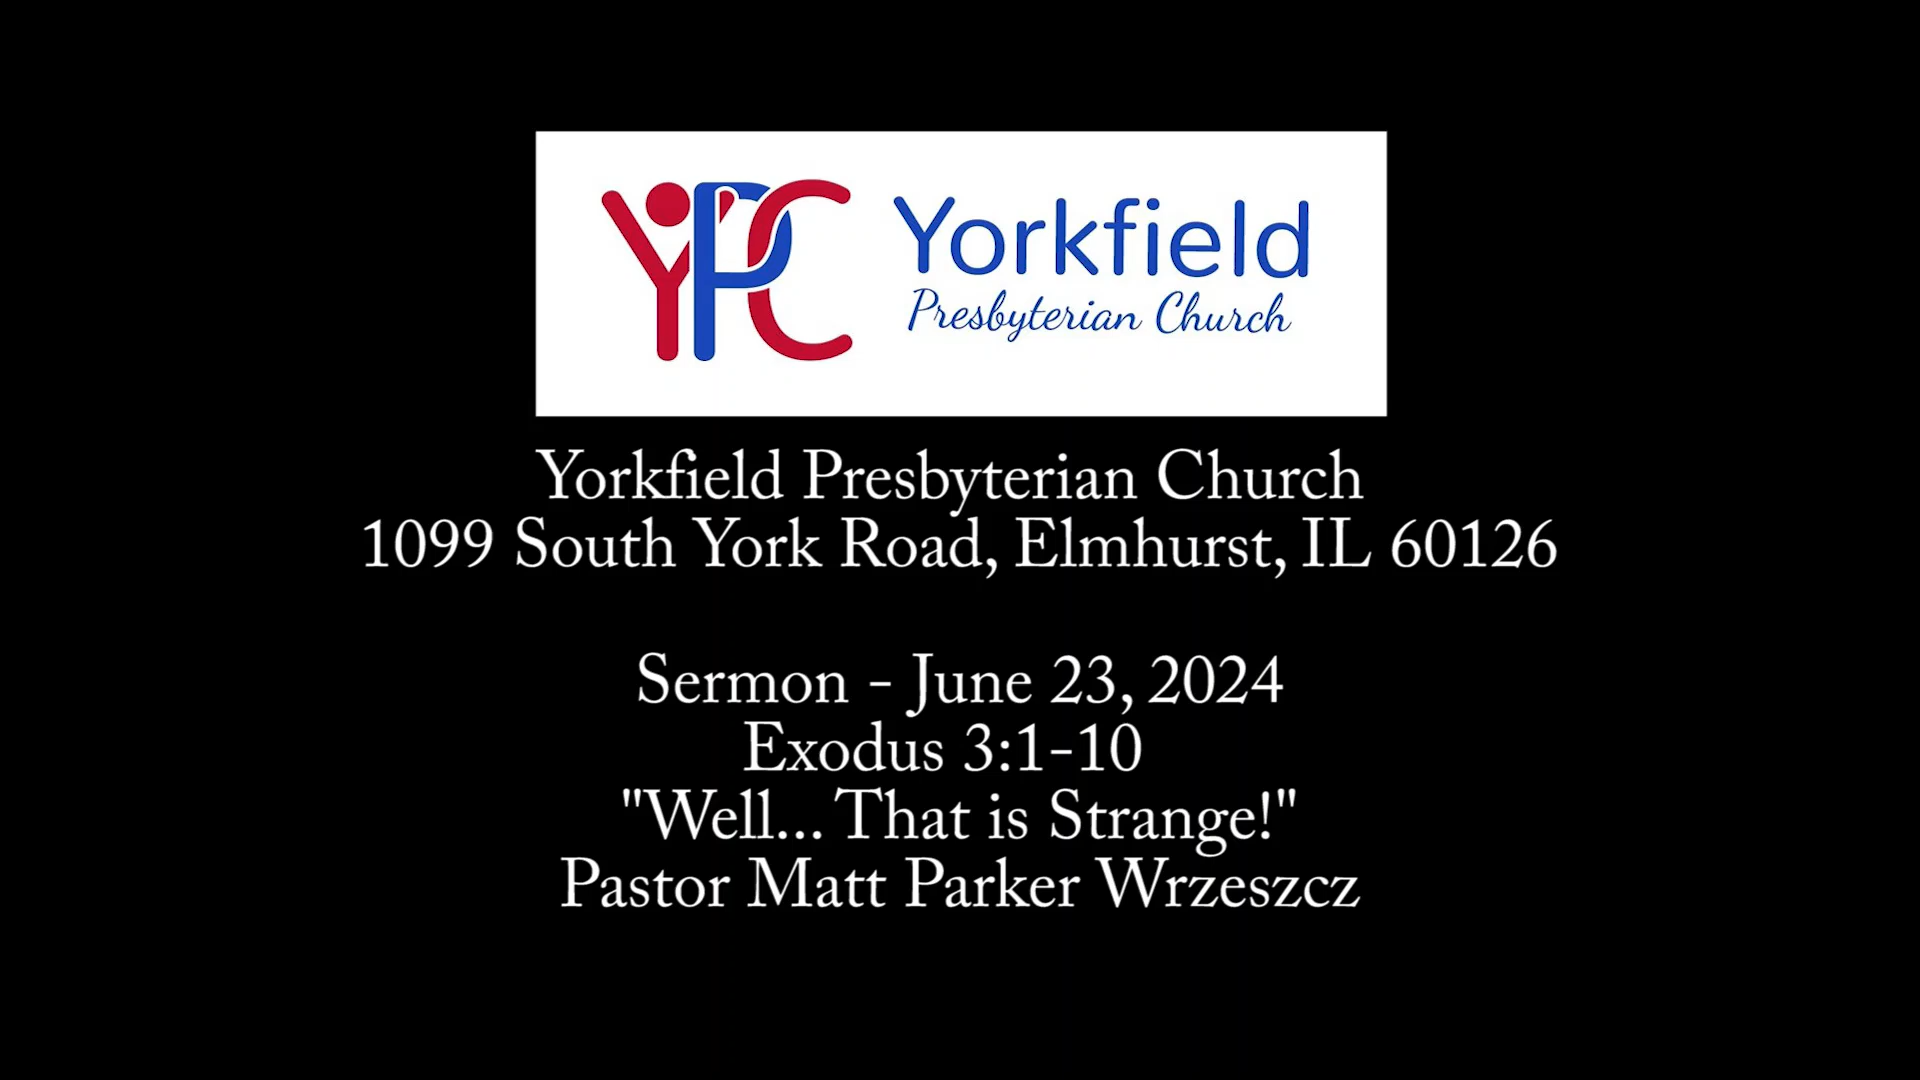 YPC
Yorkfield
Presbyterian Church
Yorkfield Presbyterian Church
1099 South York Road, Elmhurst, IL 60126
Sermon - June 23, 2024
Exodus 3:1-10
"Well... That is Strange!"
Pastor Matt Parker Wrzeszcz